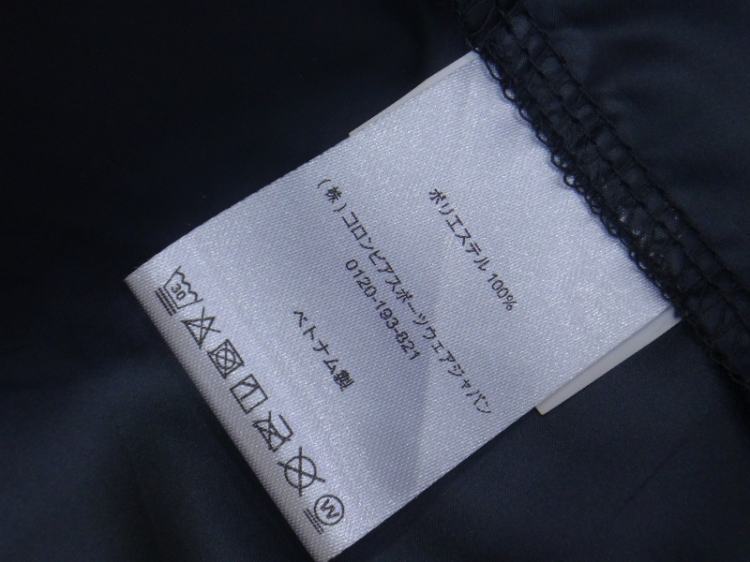 ポリエステル 100%
(株)コロンビアスポーツウェアジャパン
0120-193-821
ベトナム製
30
W